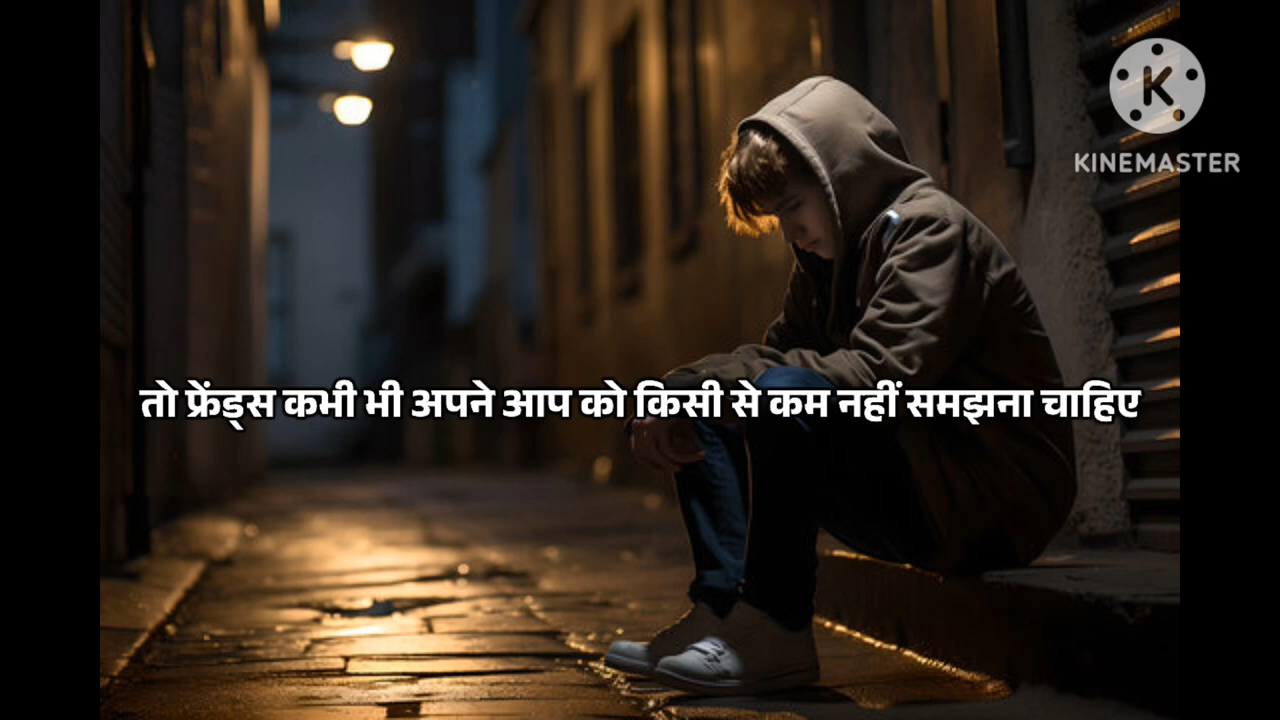 K
KINEMASTER
तो फ्रेंड्स कभी भी अपने आप को किसी से कम नहीं समझना चाहिए